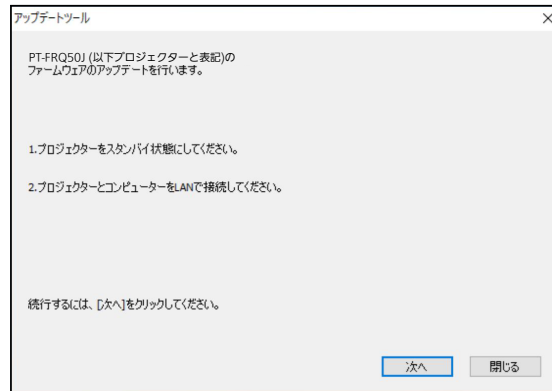 アップデートツール
PT-FRQ50J (以下プロジェクターと表記)の
ファームウェアのアップデートを行います。
1.プロジェクターをスタンバイ状態にしてください。
2.プロジェクターとコンピューターをLANで接続してください。
続行するには、[次へ]をクリックしてください。
次へ
閉じる